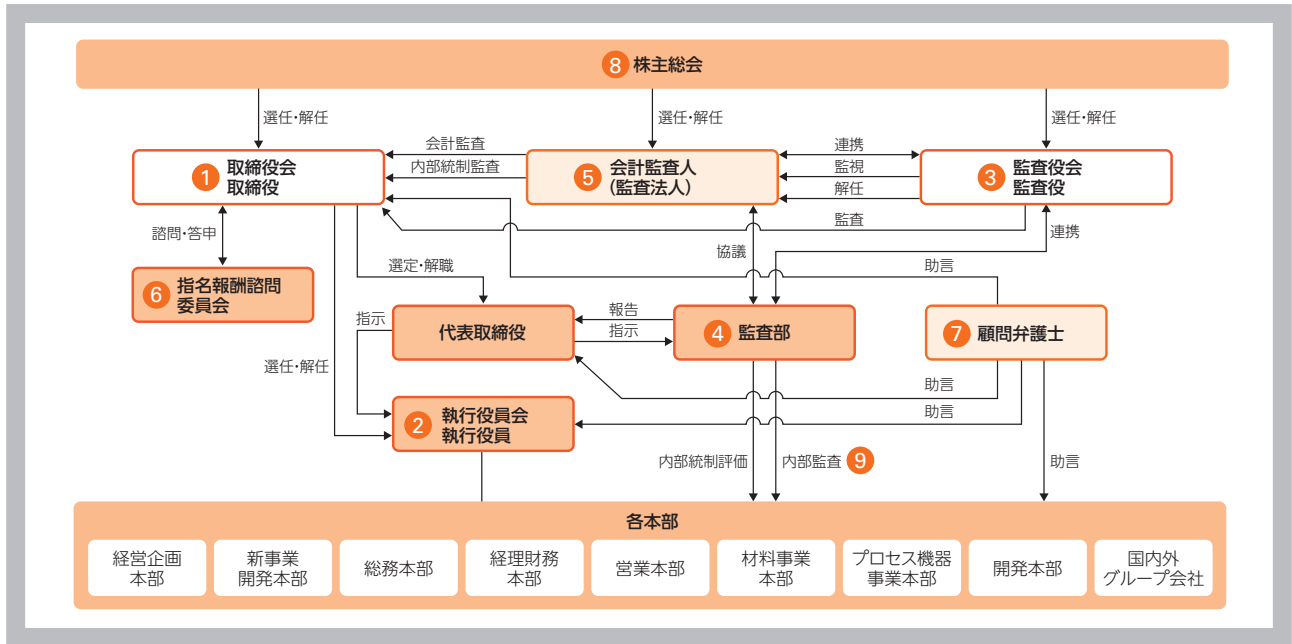 8 株主総会
選任・解任
選任・解任
選任・解任
1 取締役会
取締役
会計監査
内部統制監査
5 会計監査人
(監査法人)
連携
監視
解任
3 監査役会
監査役
監査
諮問・答申
協議
連携
6 指名報酬諮問
委員会
選定・解職
助言
指示
代表取締役
報告
指示
4 監査部
7 顧問弁護士
選任・解任
助言
助言
2 執行役員会
執行役員
内部統制評価
内部監査 9
助言
各本部
経営企画
本部
新事業
開発本部
総務本部
経理財務
本部
営業本部
材料事業
本部
プロセス機器
事業本部
開発本部
国内外
グループ会社